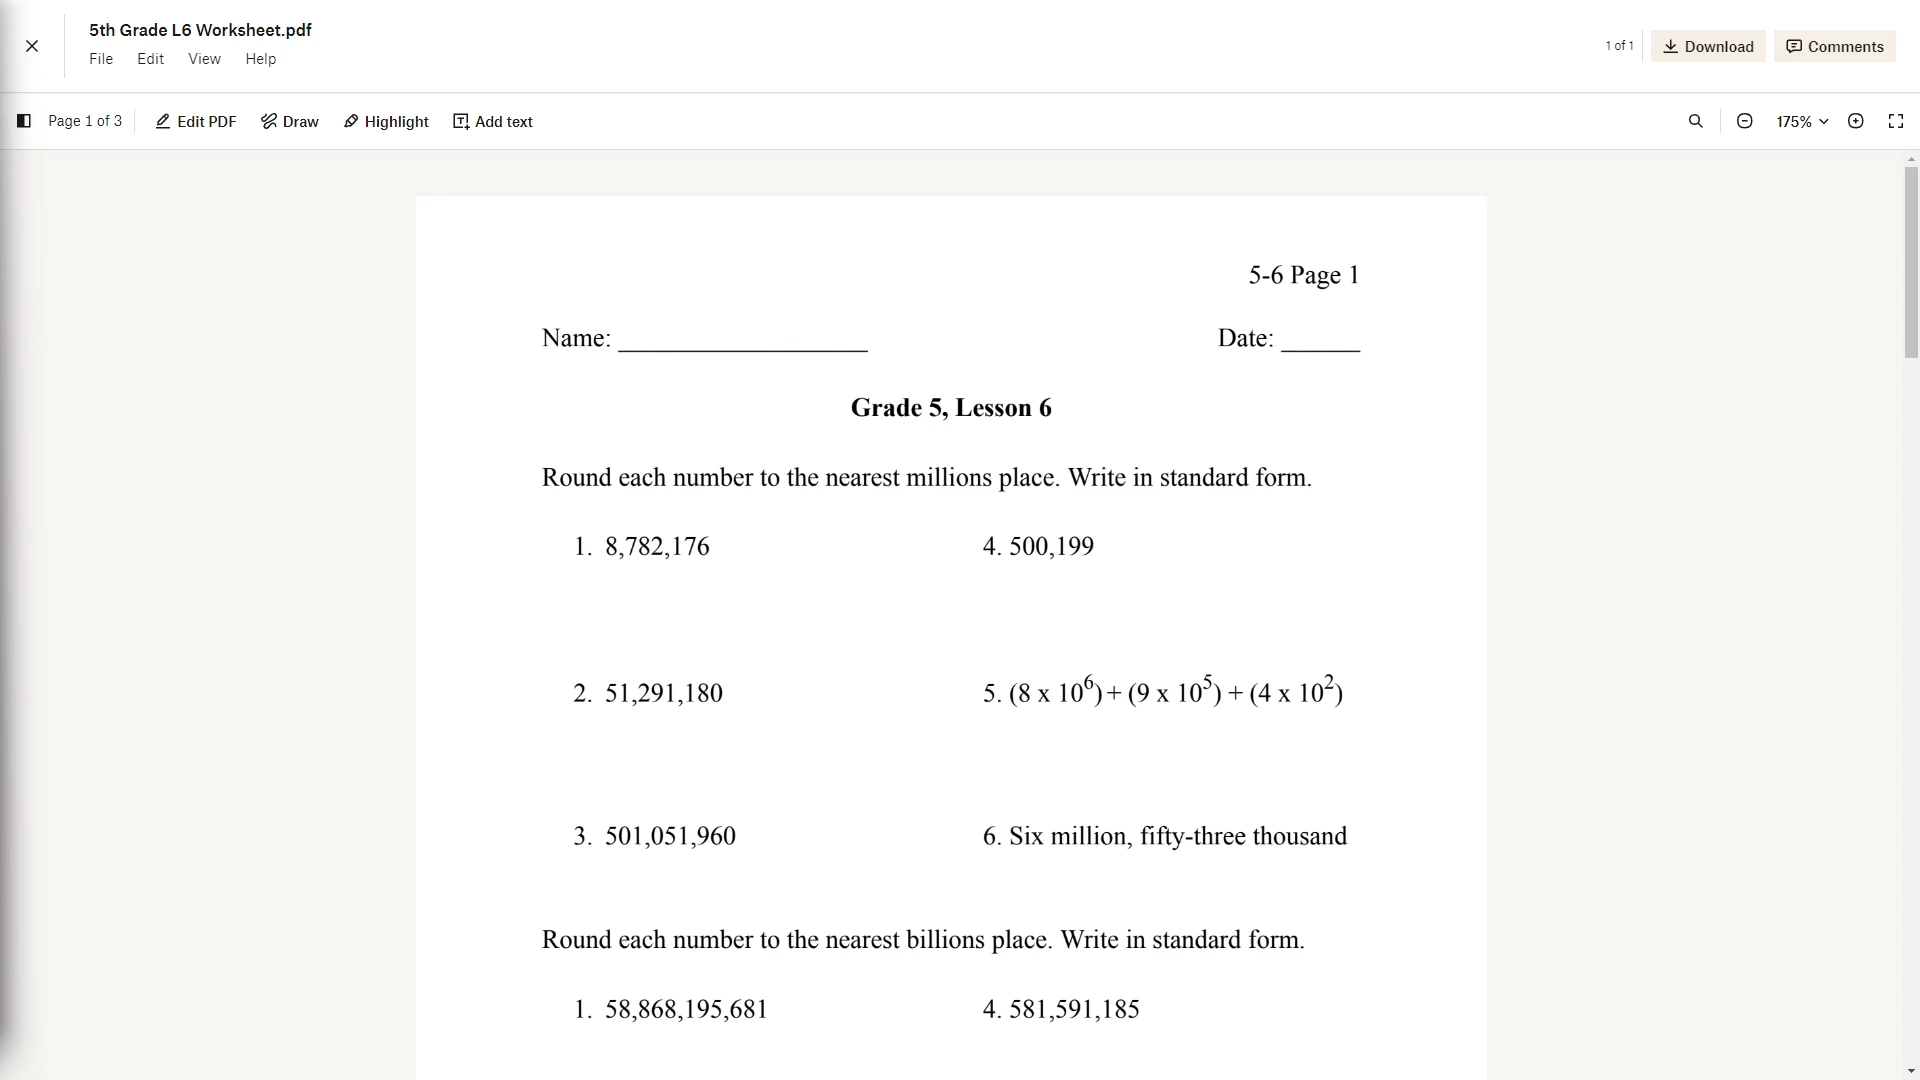 5th Grade L6 Worksheet.pdf
File Edit View Help
1 of 1 Download Comments
Page 1 of 3 Edit PDF Draw Highlight Add text 175%
5-6 Page 1
Name: ___________________ Date: ______
Grade 5, Lesson 6
Round each number to the nearest millions place. Write in standard form.
1. 8,782,176 4. 500,199
2. 51,291,180 5. (8 x 10⁶) + (9 x 10⁵) + (4 x 10²)
3. 501,051,960 6. Six million, fifty-three thousand
Round each number to the nearest billions place. Write in standard form.
1. 58,868,195,681 4. 581,591,185